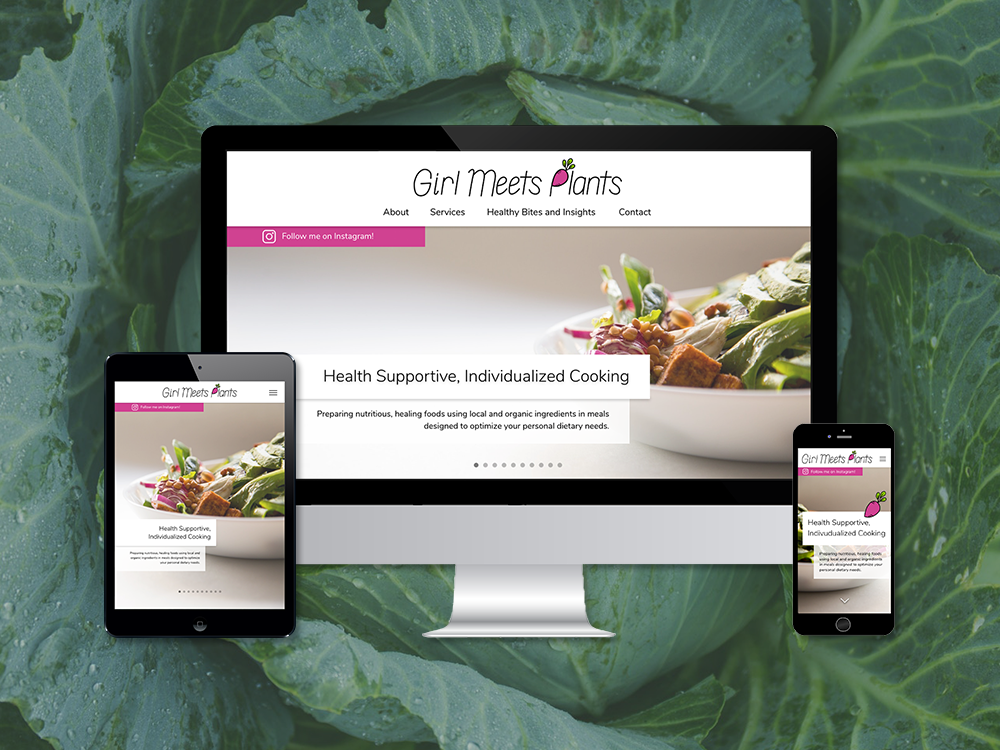 Girl Meets Plants
About Services Healthy Bites and Insights Contact
Follow me on Instagram!
Health Supportive, Individualized Cooking
Preparing nutritious, healing foods using local and organic ingredients in meals
designed to optimize your personal dietary needs.
Girl Meets Plants
Follow me on Instagram!
Health Supportive,
Individualized Cooking
Preparing nutritious, healing foods using local and
organic ingredients in meals designed to optimize
your personal dietary needs.
Girl Meets Plants
Follow me on Instagram!
Health Supportive,
Indivudualized Cooking
Preparing nutritious, healing foods
using local and organic ingredients
in meals designed to optimize your
personal dietary needs.